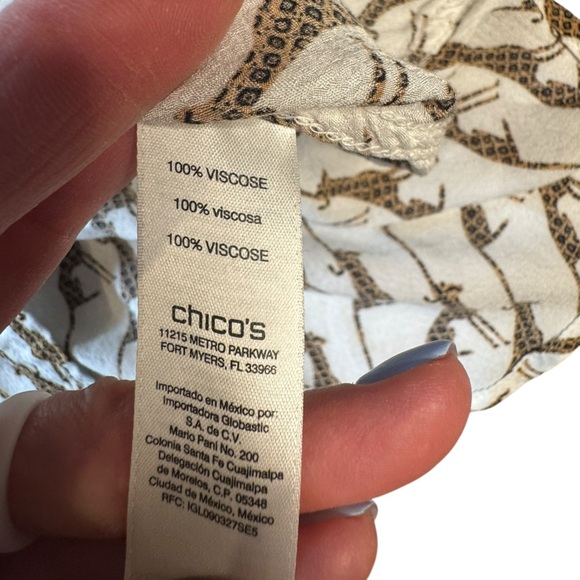 100% VISCOSE
100% viscosa
100% VISCOSE
chico's
11215 METRO PARKWAY
FORT MYERS, FL 33966
Importado en México por:
Importadora Globastic
S.A. de C.V.
Mario Pani No. 200
Colonia Santa Fe Cuajimalpa
Delegación Cuajimalpa
de Morelos, C.P. 05348
Ciudad de México, México
RFC: IGL090327SE5